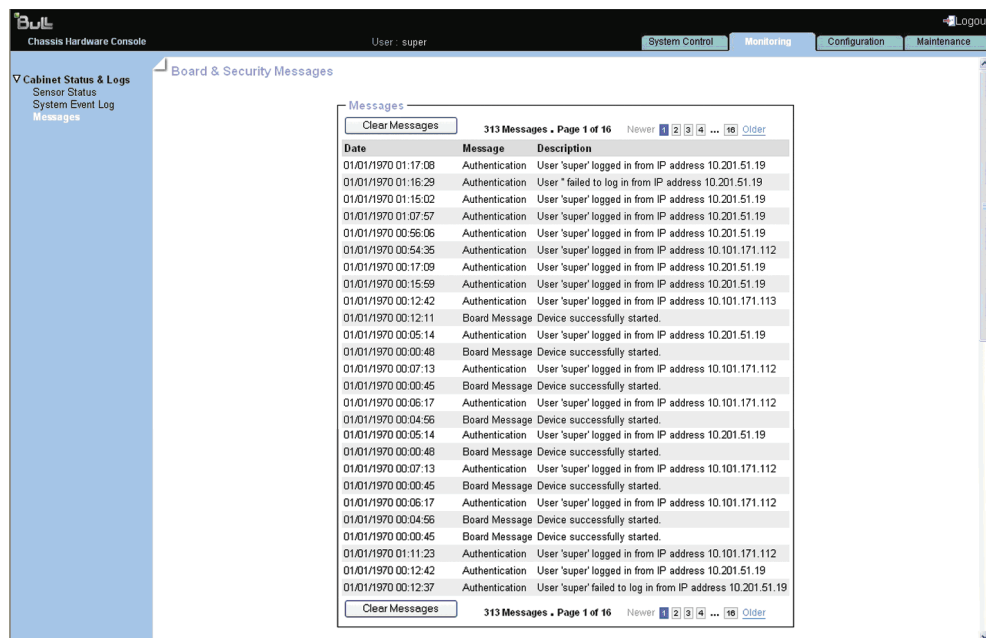 Bull
Logou
Chassis Hardware Console
User : super
System Control
Monitoring
Configuration
Maintenance
Cabinet Status & Logs
Sensor Status
System Event Log
Messages
Board & Security Messages
Messages
Clear Messages 313 Messages . Page 1 of 16 Newer 1 2 3 4 ... 16 Older
Date Message Description
01/01/1970 01:17:08 Authentication User 'super' logged in from IP address 10.201.51.19
01/01/1970 01:16:29 Authentication User '' failed to log in from IP address 10.201.51.19
01/01/1970 01:15:02 Authentication User 'super' logged in from IP address 10.201.51.19
01/01/1970 01:07:57 Authentication User 'super' logged in from IP address 10.201.51.19
01/01/1970 00:56:06 Authentication User 'super' logged in from IP address 10.201.51.19
01/01/1970 00:54:35 Authentication User 'super' logged in from IP address 10.101.171.112
01/01/1970 00:17:09 Authentication User 'super' logged in from IP address 10.201.51.19
01/01/1970 00:15:59 Authentication User 'super' logged in from IP address 10.201.51.19
01/01/1970 00:12:42 Authentication User 'super' logged in from IP address 10.101.171.113
01/01/1970 00:12:11 Board Message Device successfully started.
01/01/1970 00:05:14 Authentication User 'super' logged in from IP address 10.201.51.19
01/01/1970 00:00:48 Board Message Device successfully started.
01/01/1970 00:07:13 Authentication User 'super' logged in from IP address 10.101.171.112
01/01/1970 00:00:45 Board Message Device successfully started.
01/01/1970 00:06:17 Authentication User 'super' logged in from IP address 10.101.171.112
01/01/1970 00:04:56 Board Message Device successfully started.
01/01/1970 00:05:14 Authentication User 'super' logged in from IP address 10.201.51.19
01/01/1970 00:00:48 Board Message Device successfully started.
01/01/1970 00:07:13 Authentication User 'super' logged in from IP address 10.101.171.112
01/01/1970 00:00:45 Board Message Device successfully started.
01/01/1970 00:06:17 Authentication User 'super' logged in from IP address 10.101.171.112
01/01/1970 00:04:56 Board Message Device successfully started.
01/01/1970 00:00:45 Board Message Device successfully started.
01/01/1970 01:11:23 Authentication User 'super' logged in from IP address 10.101.171.112
01/01/1970 00:12:42 Authentication User 'super' logged in from IP address 10.201.51.19
01/01/1970 00:12:37 Authentication User 'super' failed to log in from IP address 10.201.51.19
Clear Messages 313 Messages . Page 1 of 16 Newer 1 2 3 4 ... 16 Older